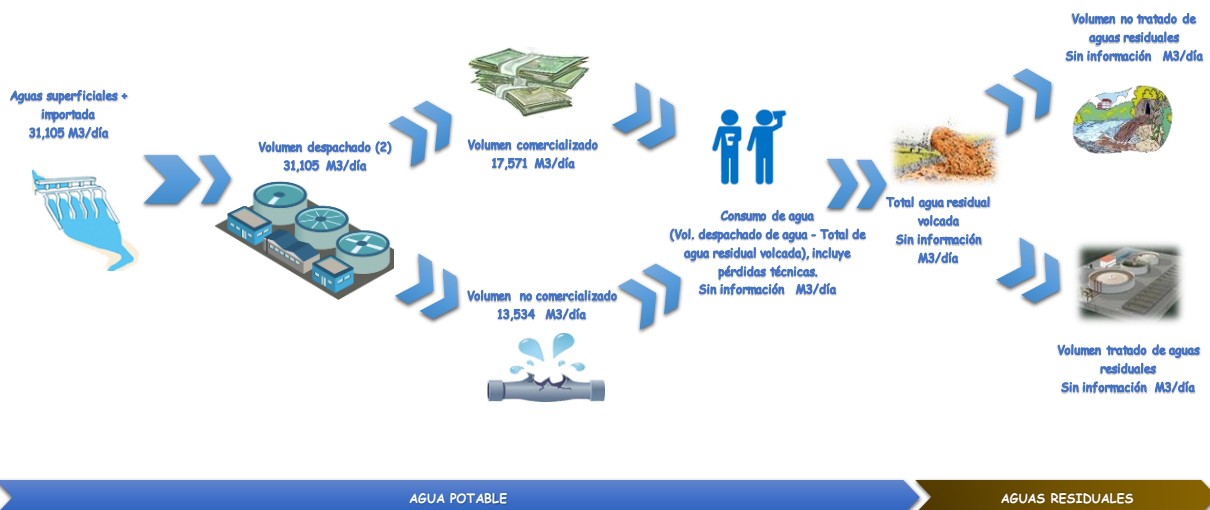 Aguas superficiales +
importada
31,105 M3/día
Volumen despachado (2)
31,105 M3/día
Volumen comercializado
17,571 M3/día
Volumen no comercializado
13,534 M3/día
Consumo de agua
(Vol. despachado de agua - Total de
agua residual volcada), incluye
pérdidas técnicas.
Sin información M3/día
Total agua residual
volcada
Sin información
M3/día
Volumen no tratado de
aguas residuales
Sin información M3/día
Volumen tratado de aguas
residuales
Sin información M3/día
AGUA POTABLE
AGUAS RESIDUALES